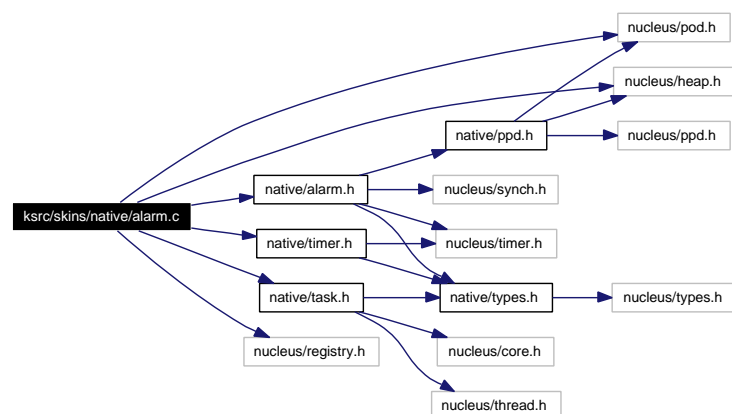 nucleus/pod.h
nucleus/heap.h
native/ppd.h
nucleus/ppd.h
native/alarm.h
nucleus/synch.h
ksrc/skins/native/alarm.c
native/timer.h
nucleus/timer.h
native/task.h
native/types.h
nucleus/types.h
nucleus/registry.h
nucleus/core.h
nucleus/thread.h